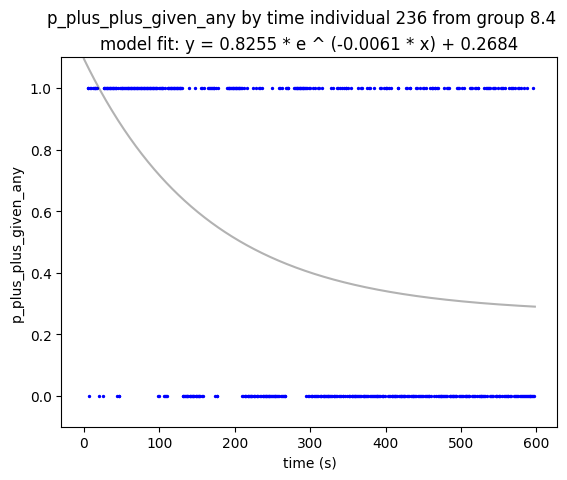 p_plus_plus_given_any by time individual 236 from group 8.4
model fit: y = 0.8255 * e ^ (-0.0061 * x) + 0.2684
p_plus_plus_given_any
1.0
0.8
0.6
0.4
0.2
0.0
0 100 200 300 400 500 600
time (s)